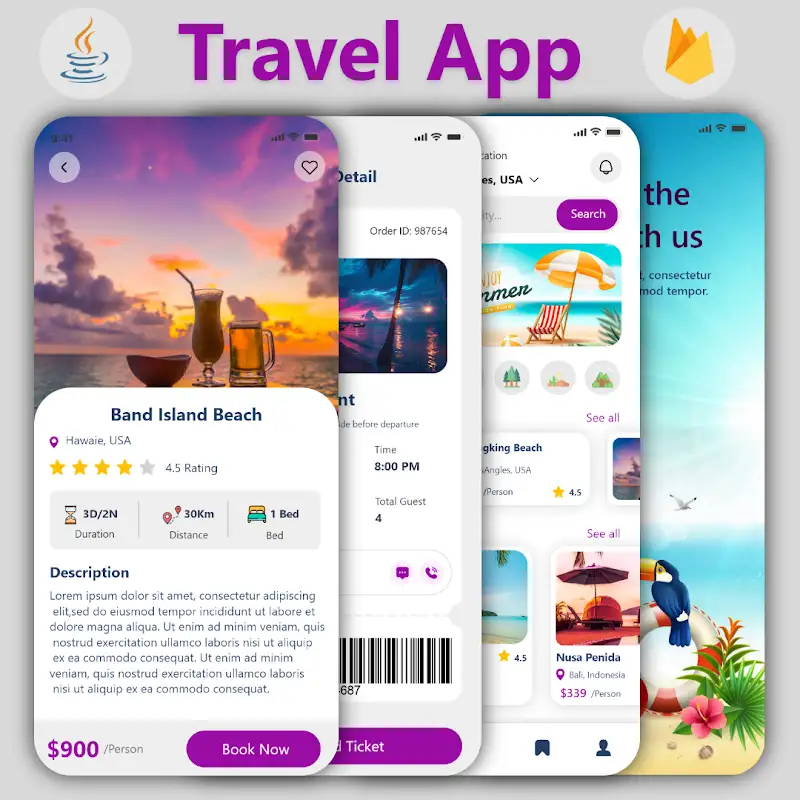 Travel App
9:41
Band Island Beach
Hawaie, USA
4.5 Rating
3D/2N
Duration
30Km
Distance
1 Bed
Bed
Description
Lorem ipsum dolor sit amet, consectetur adipiscing
elit,sed do eiusmod tempor incididunt ut labore et
dolore magna aliqua. Ut enim ad minim veniam, quis
nostrud exercitation ullamco laboris nisi ut aliquip
ex ea commodo consequat. Ut enim ad minim
veniam, quis nostrud exercitation ullamco laboris
nisi ut aliquip ex ea commodo consequat.
$900 /Person
Book Now
Detail
Order ID: 987654
nt
de before departure
Time
8:00 PM
Total Guest
4
4687
d Ticket
cation
es, USA
ty...
Search
NJOY
mmer
See all
gking Beach
Angles, USA
/Person
4.5
See all
4.5
Nusa Penida
Bali, Indonesia
$339 /Person
the
h us
t, consectetur
mod tempor.